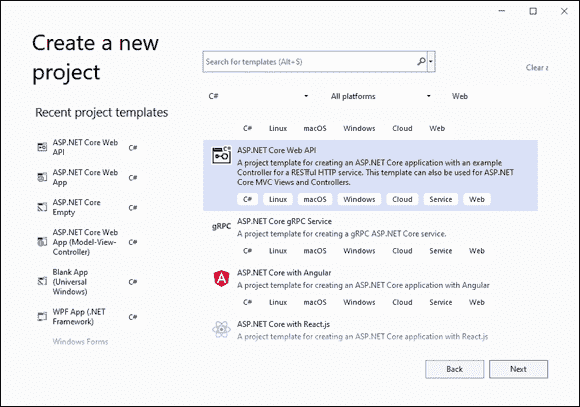 Create a new
project
Search for templates (Alt+S)
Clear a
Recent project templates
C# All platforms Web
ASP.NET Core Web
API C#
ASP.NET Core Web
App C#
ASP.NET Core
Empty C#
ASP.NET Core Web
App (Model-View-
Controller) C#
Blank App
(Universal
Windows) C#
WPF App (.NET
Framework) C#
Windows Forms
C# Linux macOS Windows Cloud Web
ASP.NET Core Web API
A project template for creating an ASP.NET Core application with an example
Controller for a RESTful HTTP service. This template can also be used for ASP.NET
Core MVC Views and Controllers.
C# Linux macOS Windows Cloud Service Web
gRPC ASP.NET Core gRPC Service
A project template for creating a gRPC ASP.NET Core service.
C# Linux macOS Windows Cloud Service Web
ASP.NET Core with Angular
A project template for creating an ASP.NET Core application with Angular
C# Linux macOS Windows Cloud Service Web
ASP.NET Core with React.js
A project template for creating an ASP.NET Core application with React.js
Back Next